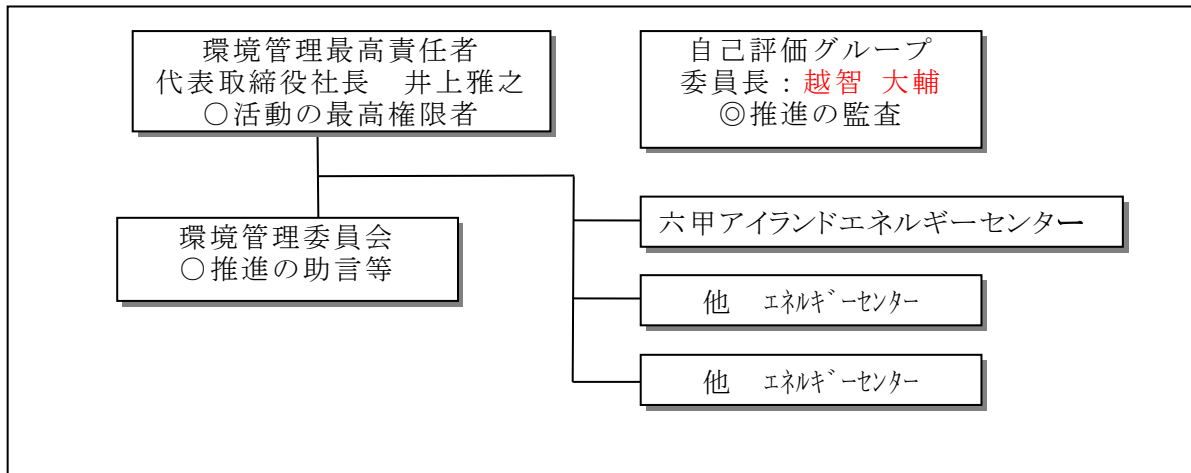 環境管理最高責任者
代表取締役社長　井上雅之
○活動の最高権限者
自己評価グループ
委員長：越智 大輔
◎推進の監査
環境管理委員会
○推進の助言等
六甲アイランドエネルギーセンター
他　ｴﾈﾙｷﾞｰｾﾝﾀｰ
他　ｴﾈﾙｷﾞｰｾﾝﾀｰ